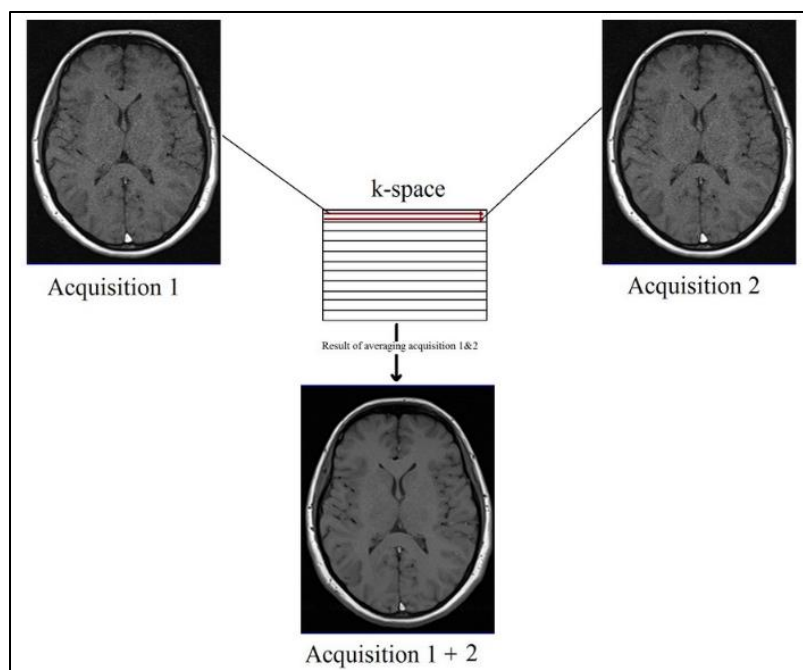 k-space
Acquisition 1
Acquisition 2
Result of averaging acquisition 1&2
Acquisition 1 + 2